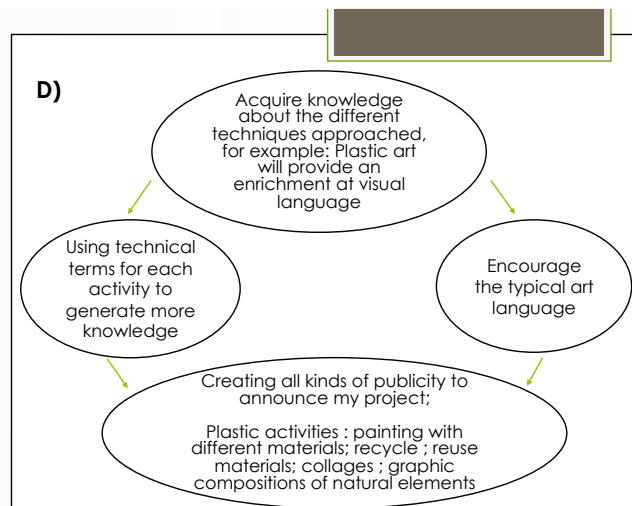 D)
Acquire knowledge
about the different
techniques approached,
for example: Plastic art
will provide an
enrichment at visual
language
Using technical
terms for each
activity to
generate more
knowledge
Encourage
the typical art
language
Creating all kinds of publicity to
announce my project;
Plastic activities : painting with
different materials; recycle ; reuse
materials; collages ; graphic
compositions of natural elements